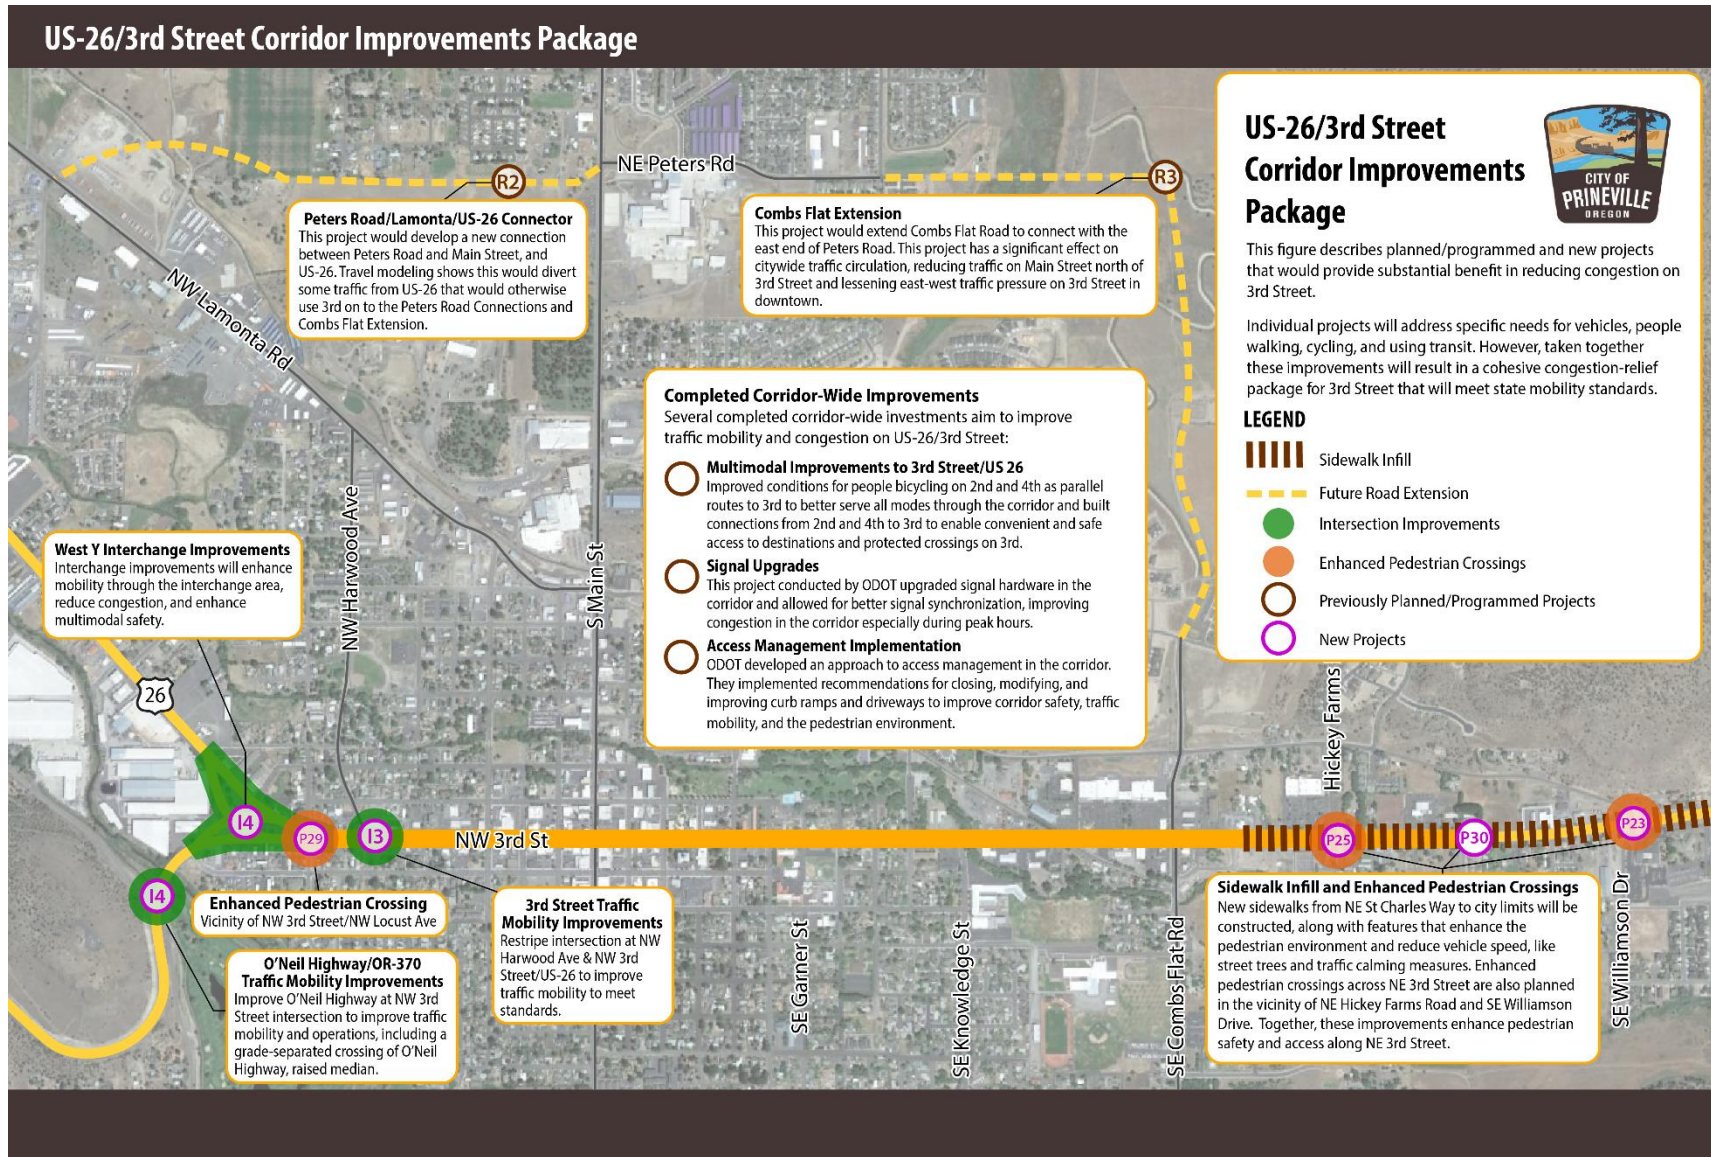 US-26/3rd Street Corridor Improvements Package
US-26/3rd Street
Corridor Improvements
Package
CITY OF
PRINEVILLE
OREGON
This figure describes planned/programmed and new projects
that would provide substantial benefit in reducing congestion on
3rd Street.
Individual projects will address specific needs for vehicles, people
walking, cycling, and using transit. However, taken together
these improvements will result in a cohesive congestion-relief
package for 3rd Street that will meet state mobility standards.
LEGEND
Sidewalk Infill
Future Road Extension
Intersection Improvements
Enhanced Pedestrian Crossings
Previously Planned/Programmed Projects
New Projects
NE Peters Rd
R2
R3
Peters Road/Lamonta/US-26 Connector
This project would develop a new connection
between Peters Road and Main Street, and
US-26. Travel modeling shows this would divert
some traffic from US-26 that would otherwise
use 3rd on to the Peters Road Connections and
Combs Flat Extension.
Combs Flat Extension
This project would extend Combs Flat Road to connect with the
east end of Peters Road. This project has a significant effect on
citywide traffic circulation, reducing traffic on Main Street north of
3rd Street and lessening east-west traffic pressure on 3rd Street in
downtown.
NW Lamonta Rd
Completed Corridor-Wide Improvements
Several completed corridor-wide investments aim to improve
traffic mobility and congestion on US-26/3rd Street:
Multimodal Improvements to 3rd Street/US 26
Improved conditions for people bicycling on 2nd and 4th as parallel
routes to 3rd to better serve all modes through the corridor and built
connections from 2nd and 4th to 3rd to enable convenient and safe
access to destinations and protected crossings on 3rd.
Signal Upgrades
This project conducted by ODOT upgraded signal hardware in the
corridor and allowed for better signal synchronization, improving
congestion in the corridor especially during peak hours.
Access Management Implementation
ODOT developed an approach to access management in the corridor.
They implemented recommendations for closing, modifying, and
improving curb ramps and driveways to improve corridor safety, traffic
mobility, and the pedestrian environment.
NW Harwood Ave
S Main St
West Y Interchange Improvements
Interchange improvements will enhance
mobility through the interchange area,
reduce congestion, and enhance
multimodal safety.
26
Hickey Farms
I4
P29
I3
NW 3rd St
P25
P30
P23
I4
Enhanced Pedestrian Crossing
Vicinity of NW 3rd Street/NW Locust Ave
O'Neil Highway/OR-370
Traffic Mobility Improvements
Improve O'Neil Highway at NW 3rd
Street intersection to improve traffic
mobility and operations, including a
grade-separated crossing of O'Neil
Highway, raised median.
3rd Street Traffic
Mobility Improvements
Restripe intersection at NW
Harwood Ave & NW 3rd
Street/US-26 to improve
traffic mobility to meet
standards.
SE Garner St
SE Knowledge St
SE Combs Flat Rd
Sidewalk Infill and Enhanced Pedestrian Crossings
New sidewalks from NE St Charles Way to city limits will be
constructed, along with features that enhance the
pedestrian environment and reduce vehicle speed, like
street trees and traffic calming measures. Enhanced
pedestrian crossings across NE 3rd Street are also planned
in the vicinity of NE Hickey Farms Road and SE Williamson
Drive. Together, these improvements enhance pedestrian
safety and access along NE 3rd Street.
SE Williamson Dr